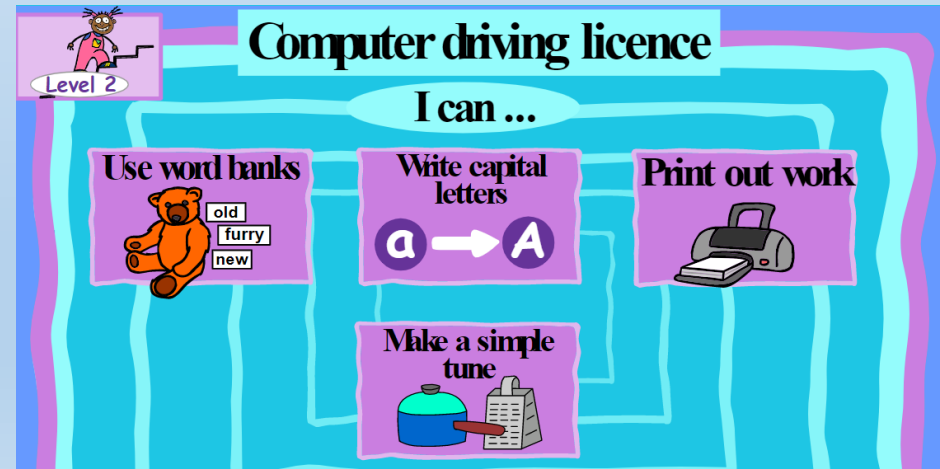 Level 2
Computer driving licence
I can ...
Use word banks
old
furry
new
Write capital
letters
a
A
Print out work
Make a simple
tune